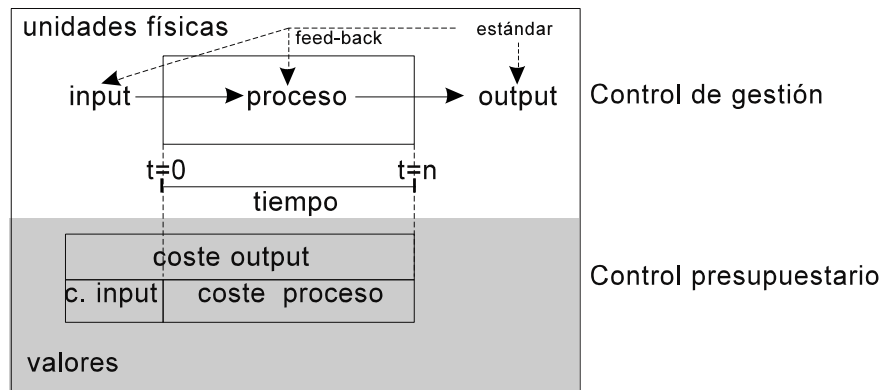 unidades físicas
estándar
feed-back
input
proceso
output
Control de gestión
t=0
t=n
tiempo
coste output
c. input
coste proceso
Control presupuestario
valores